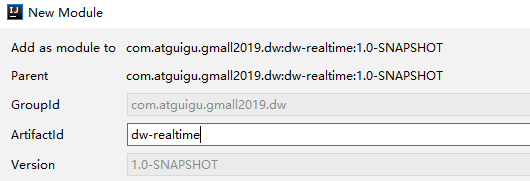 New Module
Add as module to com.atguigu.gmall2019.dw:dw-realtime:1.0-SNAPSHOT
Parent com.atguigu.gmall2019.dw:dw-realtime:1.0-SNAPSHOT
GroupId com.atguigu.gmall2019.dw
ArtifactId dw-realtime
Version 1.0-SNAPSHOT